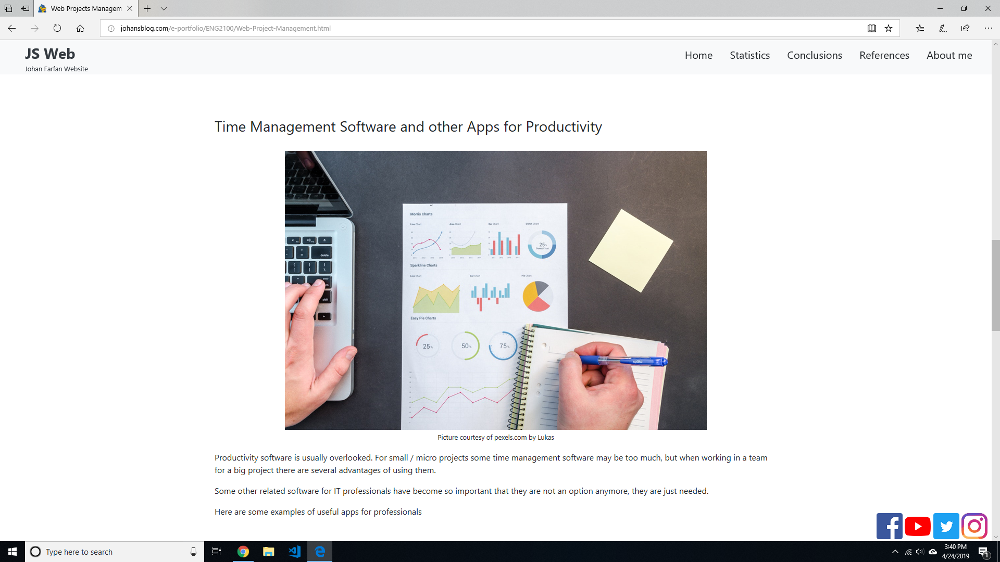 Web Projects Managem
johansblog.com/e-portfolio/ENG2100/Web-Project-Management.html
JS Web
Johan Farfan Website
Home Statistics Conclusions References About me
Time Management Software and other Apps for Productivity
Morris Charts
Line Chart Area Chart Bar Chart Donut Chart
25%
Donut Chart
Sparkline Charts
Line Chart Bar Chart Pie Chart
Easy Pie Charts
25% 50% 75%
delete
enter
shift
Picture courtesy of pexels.com by Lukas
Productivity software is usually overlooked. For small / micro projects some time management software may be too much, but when working in a team
for a big project there are several advantages of using them.
Some other related software for IT professionals have become so important that they are not an option anymore, they are just needed.
Here are some examples of useful apps for professionals
Type here to search
3:40 PM
4/24/2019
1